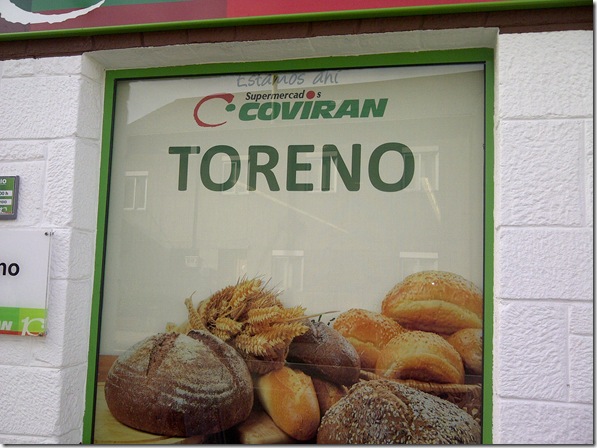 Estamos ahí
Supermercados
COVIRAN
TORENO